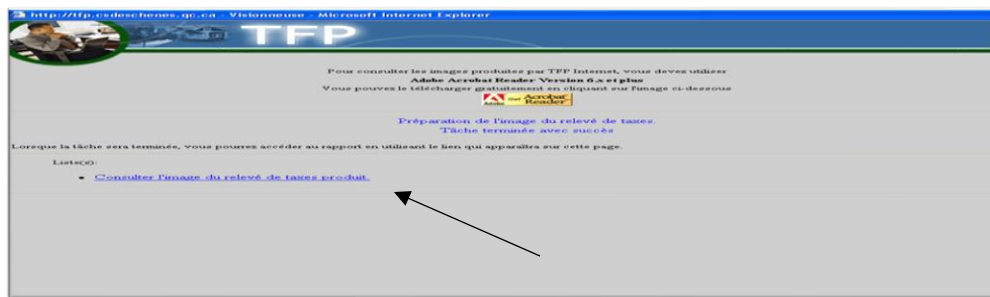 http://tfp.csdeschenes.qc.ca - Visionneuse - Microsoft Internet Explorer
TFP
Pour consulter les images produites par TFP Internet, vous devez utiliser
Adobe Acrobat Reader Version 6.x et plus
Vous pouvez le télécharger gratuitement en cliquant sur l'image ci-dessous
Adobe Get Acrobat Reader
Préparation de l'image du relevé de taxes.
Tâche terminée avec succès
Lorsque la tâche sera terminée, vous pourrez accéder au rapport en utilisant le lien qui apparaîtra sur cette page.
Liste(s):
• Consulter l'image du relevé de taxes produit.